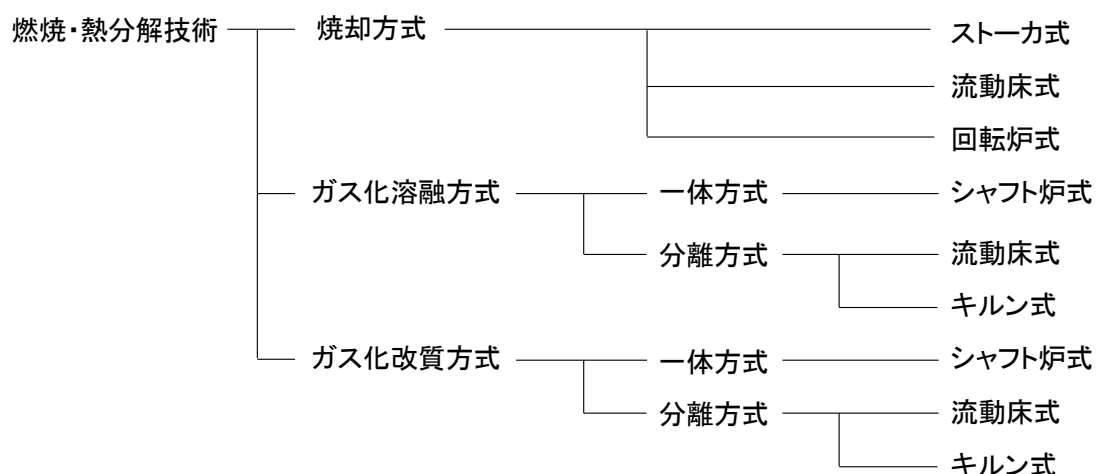 燃焼・熱分解技術 焼却方式 ストーカ式
流動床式
回転炉式
ガス化溶融方式 一体方式 シャフト炉式
分離方式 流動床式
キルン式
ガス化改質方式 一体方式 シャフト炉式
分離方式 流動床式
キルン式